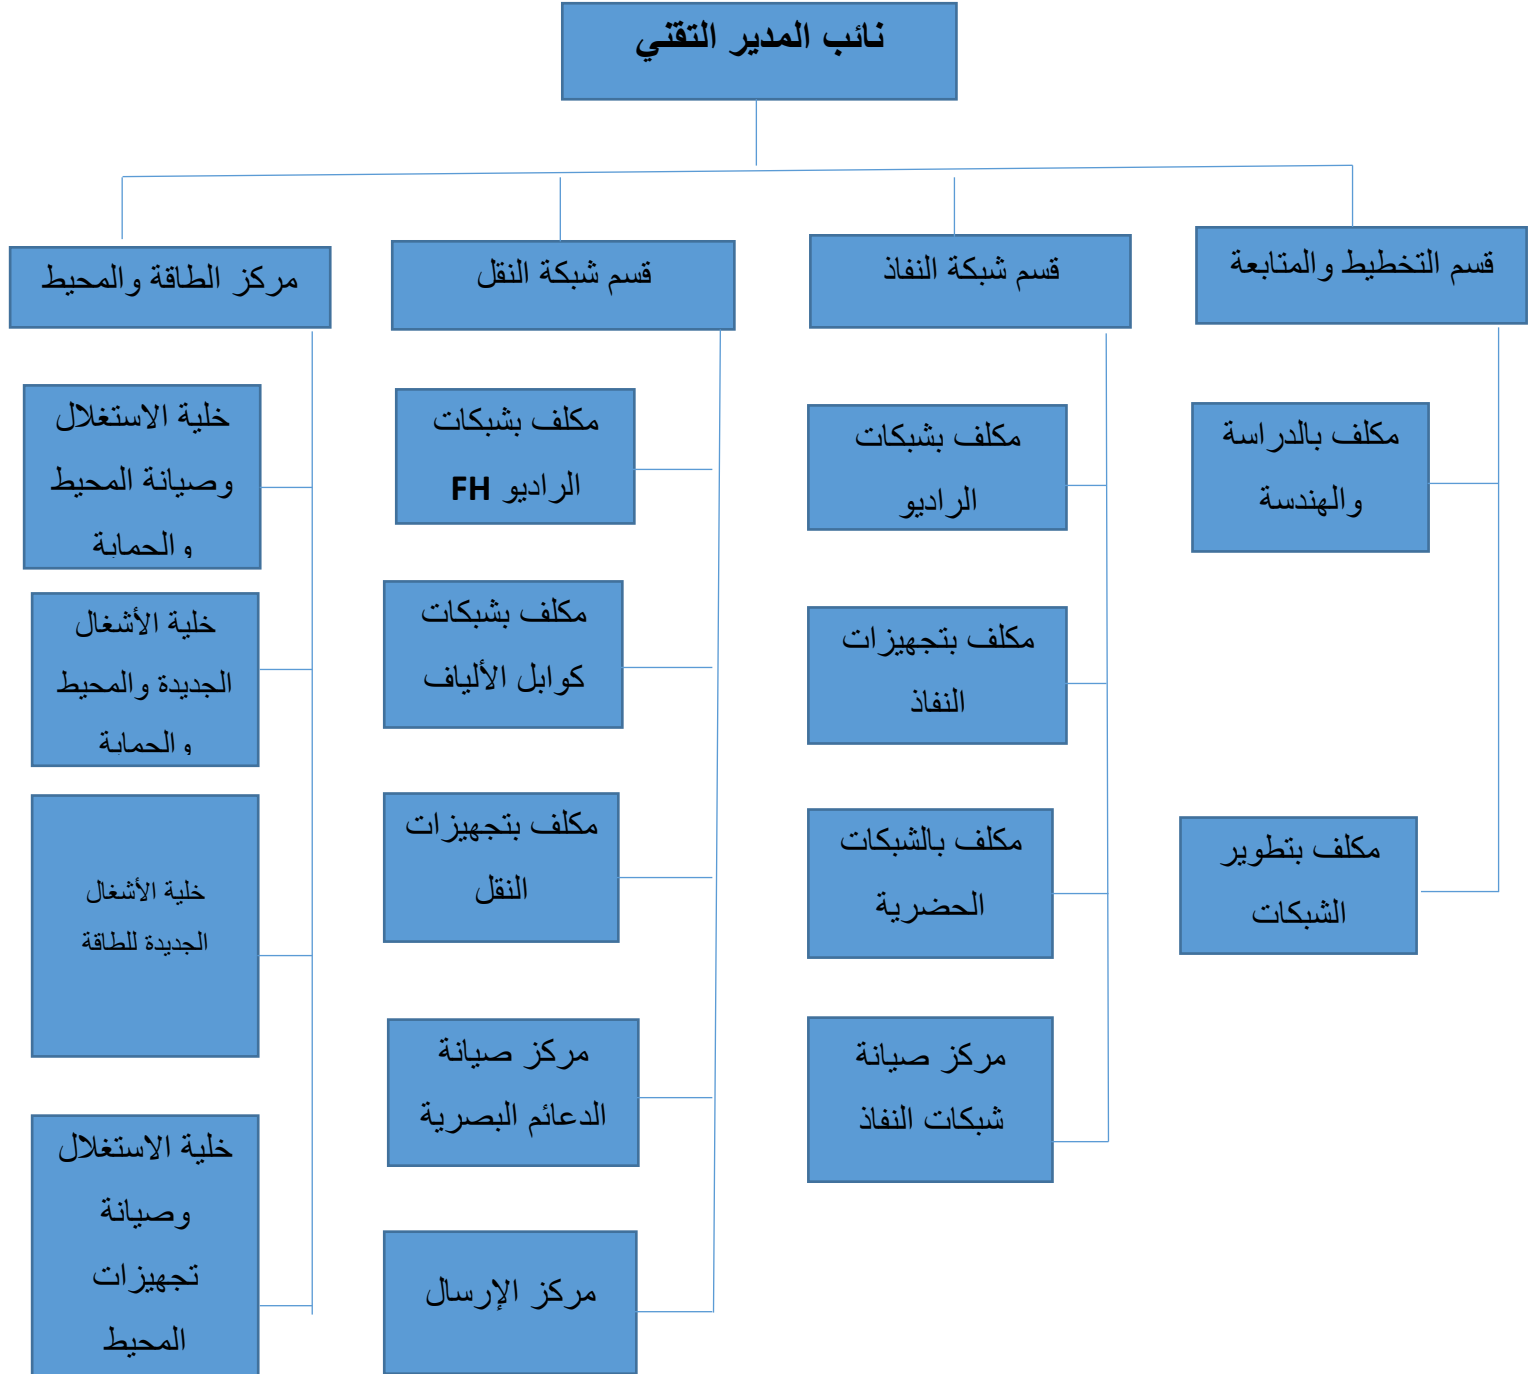 نائب المدير التقني
قسم التخطيط والمتابعة
قسم شبكة النفاذ
قسم شبكة النقل
مركز الطاقة والمحيط
مكلف بالدراسة
والهندسة
مكلف بتطوير
الشبكات
مكلف بشبكات
الراديو
مكلف بتجهيزات
النفاذ
مكلف بالشبكات
الحضرية
مركز صيانة
شبكات النفاذ
مكلف بشبكات
الراديو FH
مكلف بشبكات
كوابل الألياف
مكلف بتجهيزات
النقل
مركز صيانة
الدعائم البصرية
مركز الإرسال
خلية الاستغلال
وصيانة المحيط
والحماية
خلية الأشغال
الجديدة والمحيط
والحماية
خلية الأشغال
الجديدة للطاقة
خلية الاستغلال
وصيانة
تجهيزات
المحيط